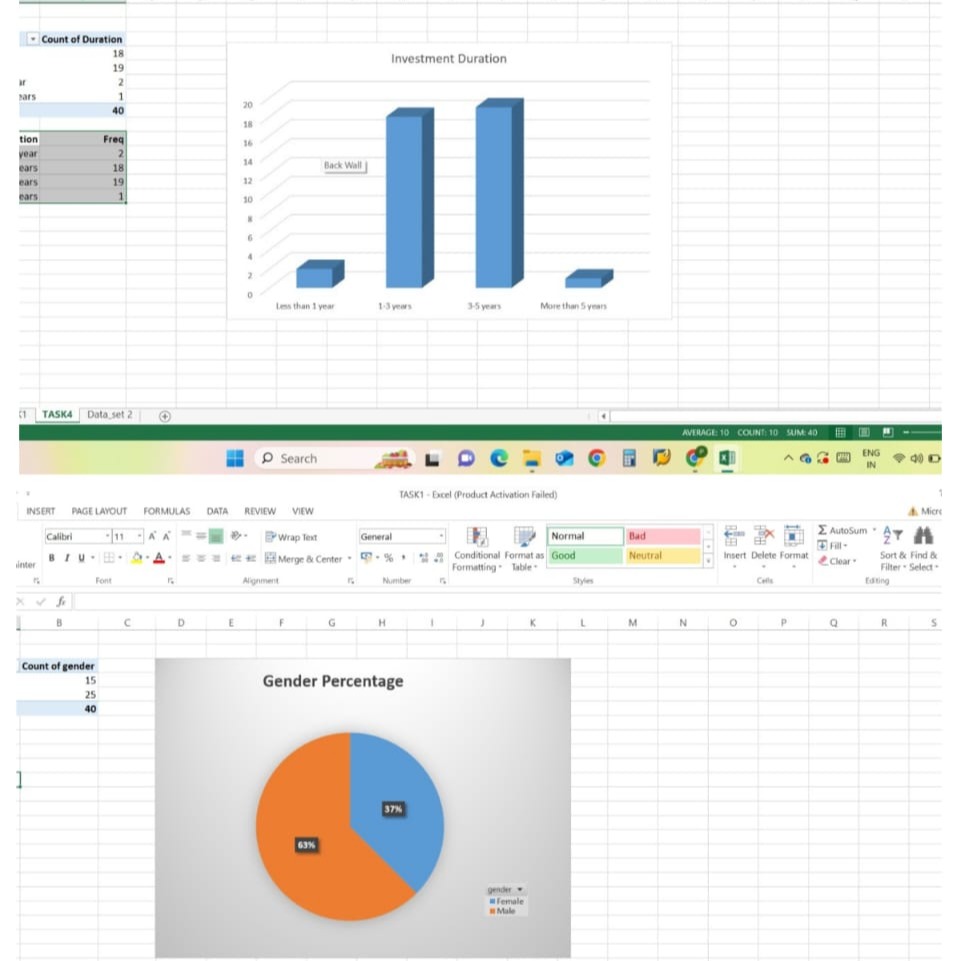 Count of Duration
18
19
ar 2
ears 1
40
tion Freq
year 2
ears 18
ears 19
ears 1
Investment Duration
20
18
16
14
12
10
8
6
4
2
0
Back Wall
Less than 1 year 1-3 years 3-5 years More than 5 years
K1 TASK4 Data_set 2
AVERAGE: 10 COUNT: 10 SUM: 40
Search
ENG
IN
TASK1 - Excel (Product Activation Failed)
INSERT PAGE LAYOUT FORMULAS DATA REVIEW VIEW Micro
Calibri 11 A A Wrap Text General Normal Bad AutoSum
B I U A Merge & Center % Conditional Format as Good Neutral Insert Delete Format Fill Sort & Find &
ainter Formatting Table Clear Filter Select
Font Alignment Number Styles Cells Editing
fx
B C D E F G H I J K L M N O P Q R S
Count of gender
15
25
40
Gender Percentage
37%
63%
gender
Female
Male